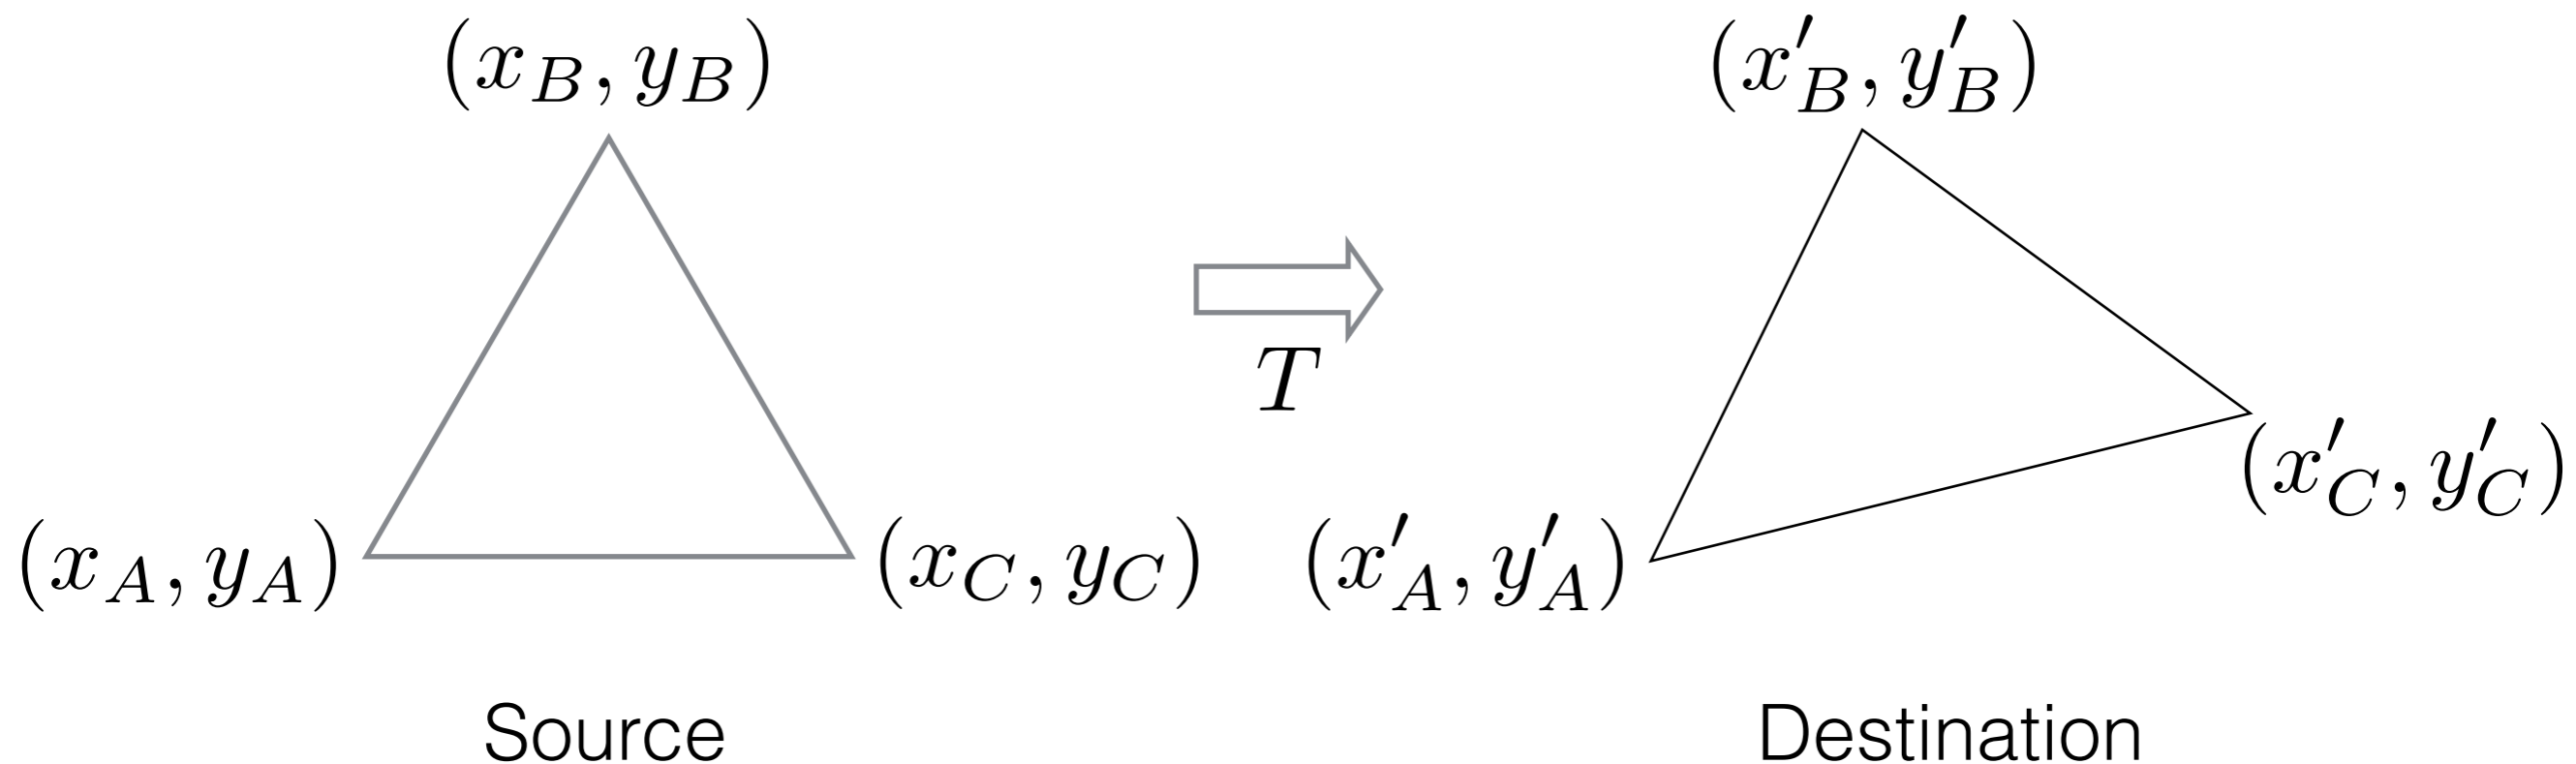 (x_B, y_B)
(x'_B, y'_B)
T
(x_A, y_A)
(x_C, y_C)
(x'_A, y'_A)
(x'_C, y'_C)
Source
Destination